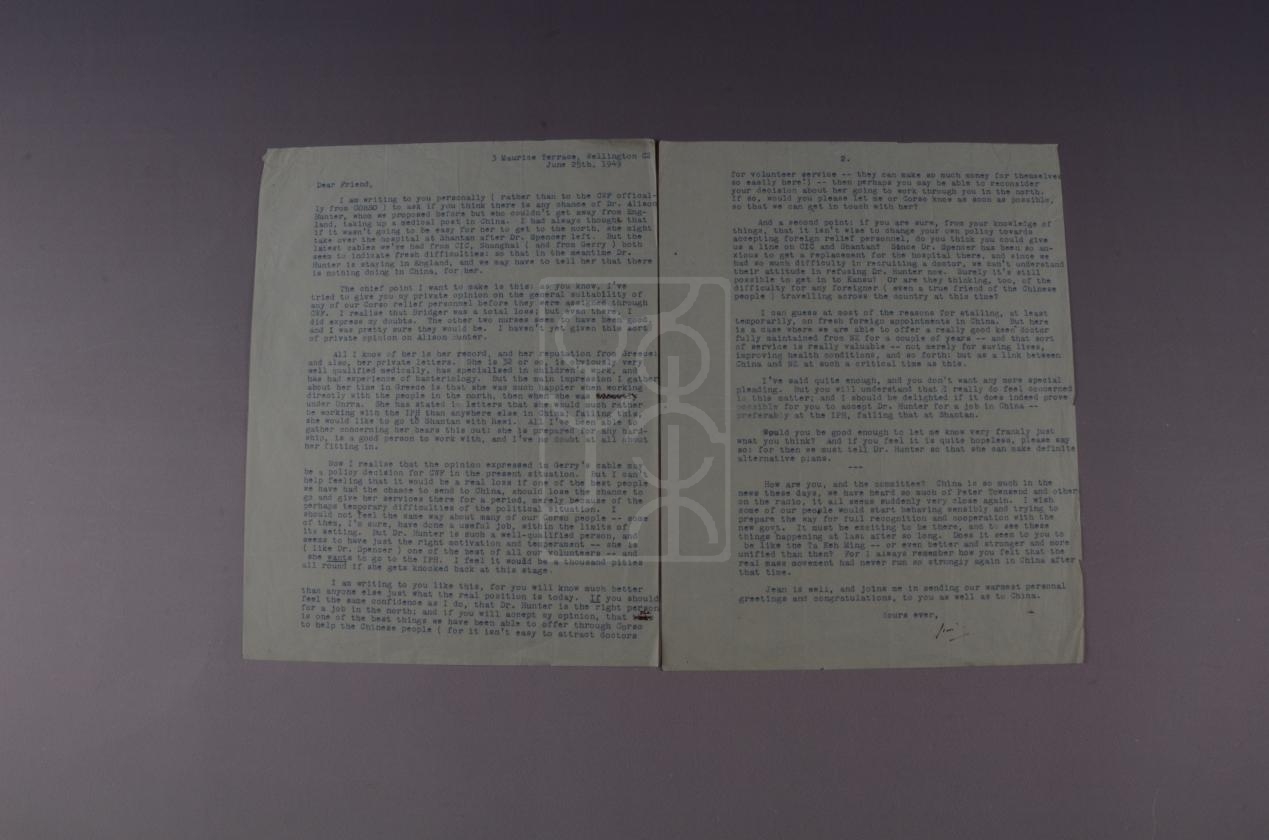 3 Maurice Terrace, Wellington C2
June 25th, 1949
Dear Friend,
I am writing to you personally ( rather than to the CWF offical-
ly from CORSO ) to ask if you think there is any chance of Dr. Alison
Hunter, whom we proposed before but who couldn't get away from Eng-
land, taking up a medical post in China. I had always thought that
if it wasn't going to be easy for her to get to the north, she might
take over the hospital at Shantan after Dr. Spencer left. But the
latest cables we've had from CIC, Shanghai ( and from Gerry ) both
seem to indicate fresh difficulties: so that in the meantime Dr.
Hunter is staying in England, and we may have to tell her that there
is nothing doing in China, for her.
The chief point I want to make is this: as you know, I've
tried to give you my private opinion on the general suitability of
any of our Corso relief personnel before they were assigned through
CWF. I realise that Bridger was a total loss; but even there, I
did express my doubts. The other two nurses seem to have been good,
and I was pretty sure they would be. I haven't yet given this sort
of private opinion on Alison Hunter.
All I know of her is her record, and her reputation from Greece;
and also, her private letters. She is 32 or so, is obviously very
well qualified medically, has specialised in children's work, and
has had experience of bacteriology. But the main impression I gather
about her time in Greece is that she was much happier when working
directly with the people in the north, then when she was
under Unrra. She has stated in letters that she would much rather
be working with the IPH than anywhere else in China; failing this,
she would like to go to Shantan with Rewi. All I've been able to
gather concerning her bears this out: she is prepared for any hard-
ship, is a good person to work with, and I've no doubt at all about
her fitting in.
Now I realise that the opinion expressed in Gerry's cable may
be a policy decision for CWF in the present situation. But I can't
help feeling that it would be a real loss if one of the best people
we have had the chance to send to China, should lose the chance to
go and give her services there for a period, merely because of the
perhaps temporary difficulties of the political situation. I
should not feel the same way about many of our Corso people -- some
of them, I'm sure, have done a useful job, within the limits of
its setting. But Dr. Hunter is such a well-qualified person, and
seems to have just the right motivation and temperament -- she is
( like Dr. Spencer ) one of the best of all our volunteers -- and
she wants to go to the IPH. I feel it would be a thousand pities
all round if she gets knocked back at this stage.
I am writing to you like this, for you will know much better
than anyone else just what the real position is today. If you should
feel the same confidence as I do, that Dr. Hunter is the right person
for a job in the north; and if you will accept my opinion, that
is one of the best things we have been able to offer through Corso
to help the Chinese people ( for it isn't easy to attract doctors
2.
for volunteer service -- they can make so much money for themselves
so easily here!) -- then perhaps you may be able to reconsider
your decision about her going to work through you in the north.
If so, would you please let me or Corso know as soon as possible,
so that we can get in touch with her?
And a second point: if you are sure, from your knowledge of
things, that it isn't wise to change your own policy towards
accepting foreign relief personnel, do you think you could give
us a line on CIC and Shantan? Since Dr. Spencer has been so an-
xious to get a replacement for the hospital there, and since we
had so much difficulty in recruiting a doctor, we can't understand
their attitude in refusing Dr. Hunter now. Surely it's still
possible to get in to Kansu? Or are they thinking, too, of the
difficulty for any foreigner ( even a true friend of the Chinese
people ) travelling across the country at this time?
I can guess at most of the reasons for stalling, at least
temporarily, on fresh foreign appointments in China. But here
is a case where we are able to offer a really good keen doctor
fully maintained from NZ for a couple of years -- and that sort
of service is really valuable -- not merely for saving lives,
improving health conditions, and so forth: but as a link between
China and NZ at such a critical time as this.
I've said quite enough, and you don't want any more special
pleading. But you will understand that I really do feel concerned
in this matter; and I should be delighted if it does indeed prove
possible for you to accept Dr. Hunter for a job in China --
preferably at the IPH, failing that at Shantan.
Would you be good enough to let me know very frankly just
what you think? And if you feel it is quite hopeless, please say
so: for then we must tell Dr. Hunter so that she can make definite
alternative plans.
---
How are you, and the committee? China is so much in the
news these days, we have heard so much of Peter Townsend and others
on the radio, it all seems suddenly very close again. I wish
some of our people would start behaving sensibly and trying to
prepare the way for full recognition and cooperation with the
new govt. It must be exciting to be there, and to see these
things happening at last after so long. Does it seem to you to
be like the Ta Keh Ming -- or even better and stronger and more
unified than then? For I always remember how you felt that the
real mass movement had never run so strongly again in China after
that time.
Jean is well, and joins me in sending our warmest personal
greetings and congratulations, to you as well as to China.
Yours ever,
Jim